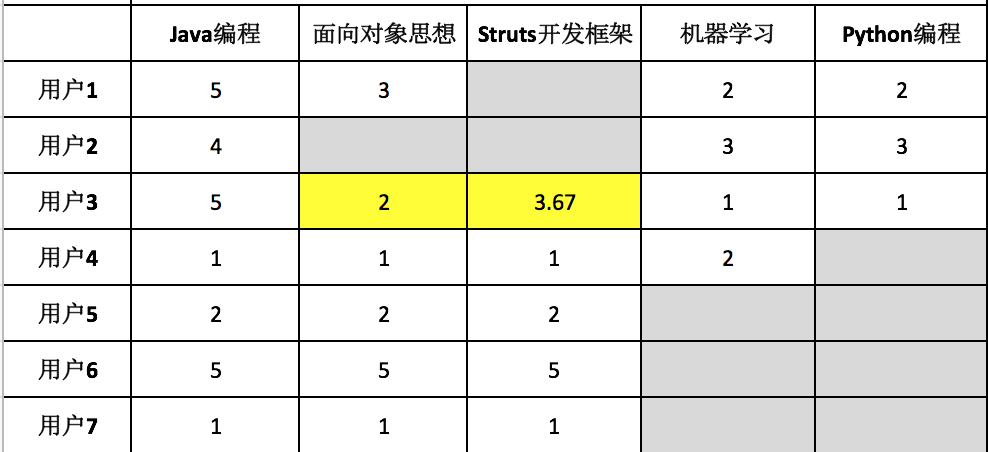 Java编程 面向对象思想 Struts开发框架 机器学习 Python编程
用户1 5 3 2 2
用户2 4 3 3
用户3 5 2 3.67 1 1
用户4 1 1 1 2
用户5 2 2 2
用户6 5 5 5
用户7 1 1 1